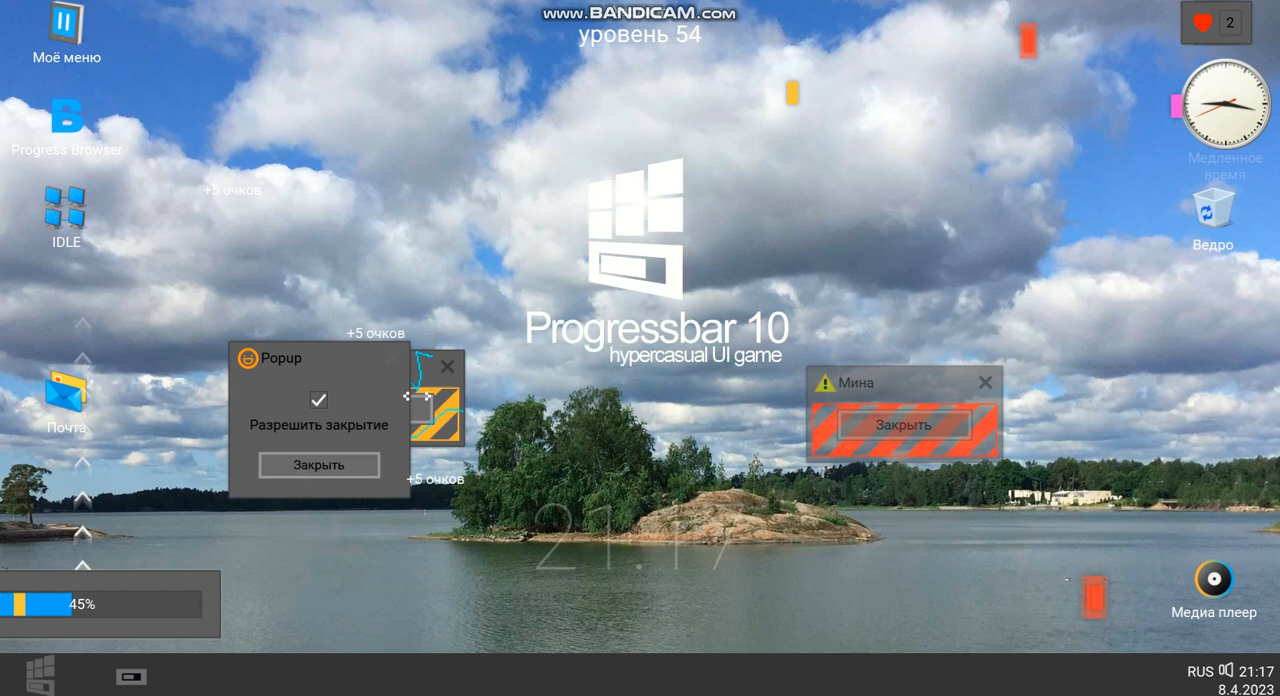 www.BANDICAM.com
уровень 54
2
Моё меню
Progress Browser
Медленное
время
+5 очков
IDLE
Ведро
Progressbar 10
hypercasual UI game
+5 очков
Popup
Разрешить закрытие
Закрыть
Мина
Закрыть
Почта
+5 очков
21:17
45%
Медиа плеер
RUS 21:17
8.4.2023